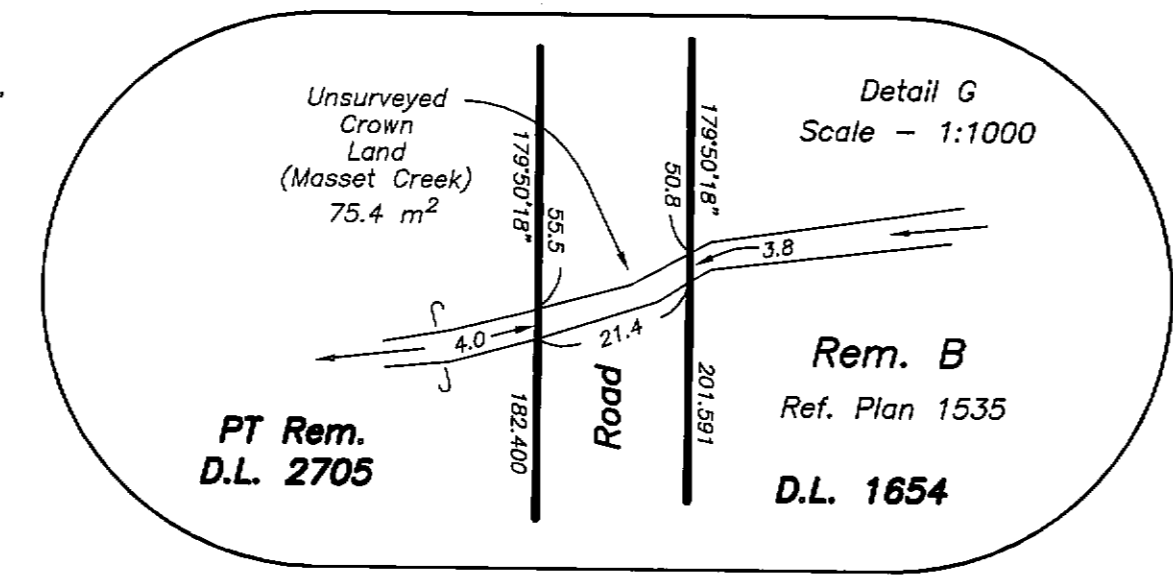 Unsurveyed
Crown
Land
(Masset Creek)
75.4 m²
179°50'18"
55.5
50.8
179°50'18"
Detail G
Scale - 1:1000
3.8
4.0
21.4
182.400
Road
201.591
Rem. B
Ref. Plan 1535
PT Rem.
D.L. 2705
D.L. 1654